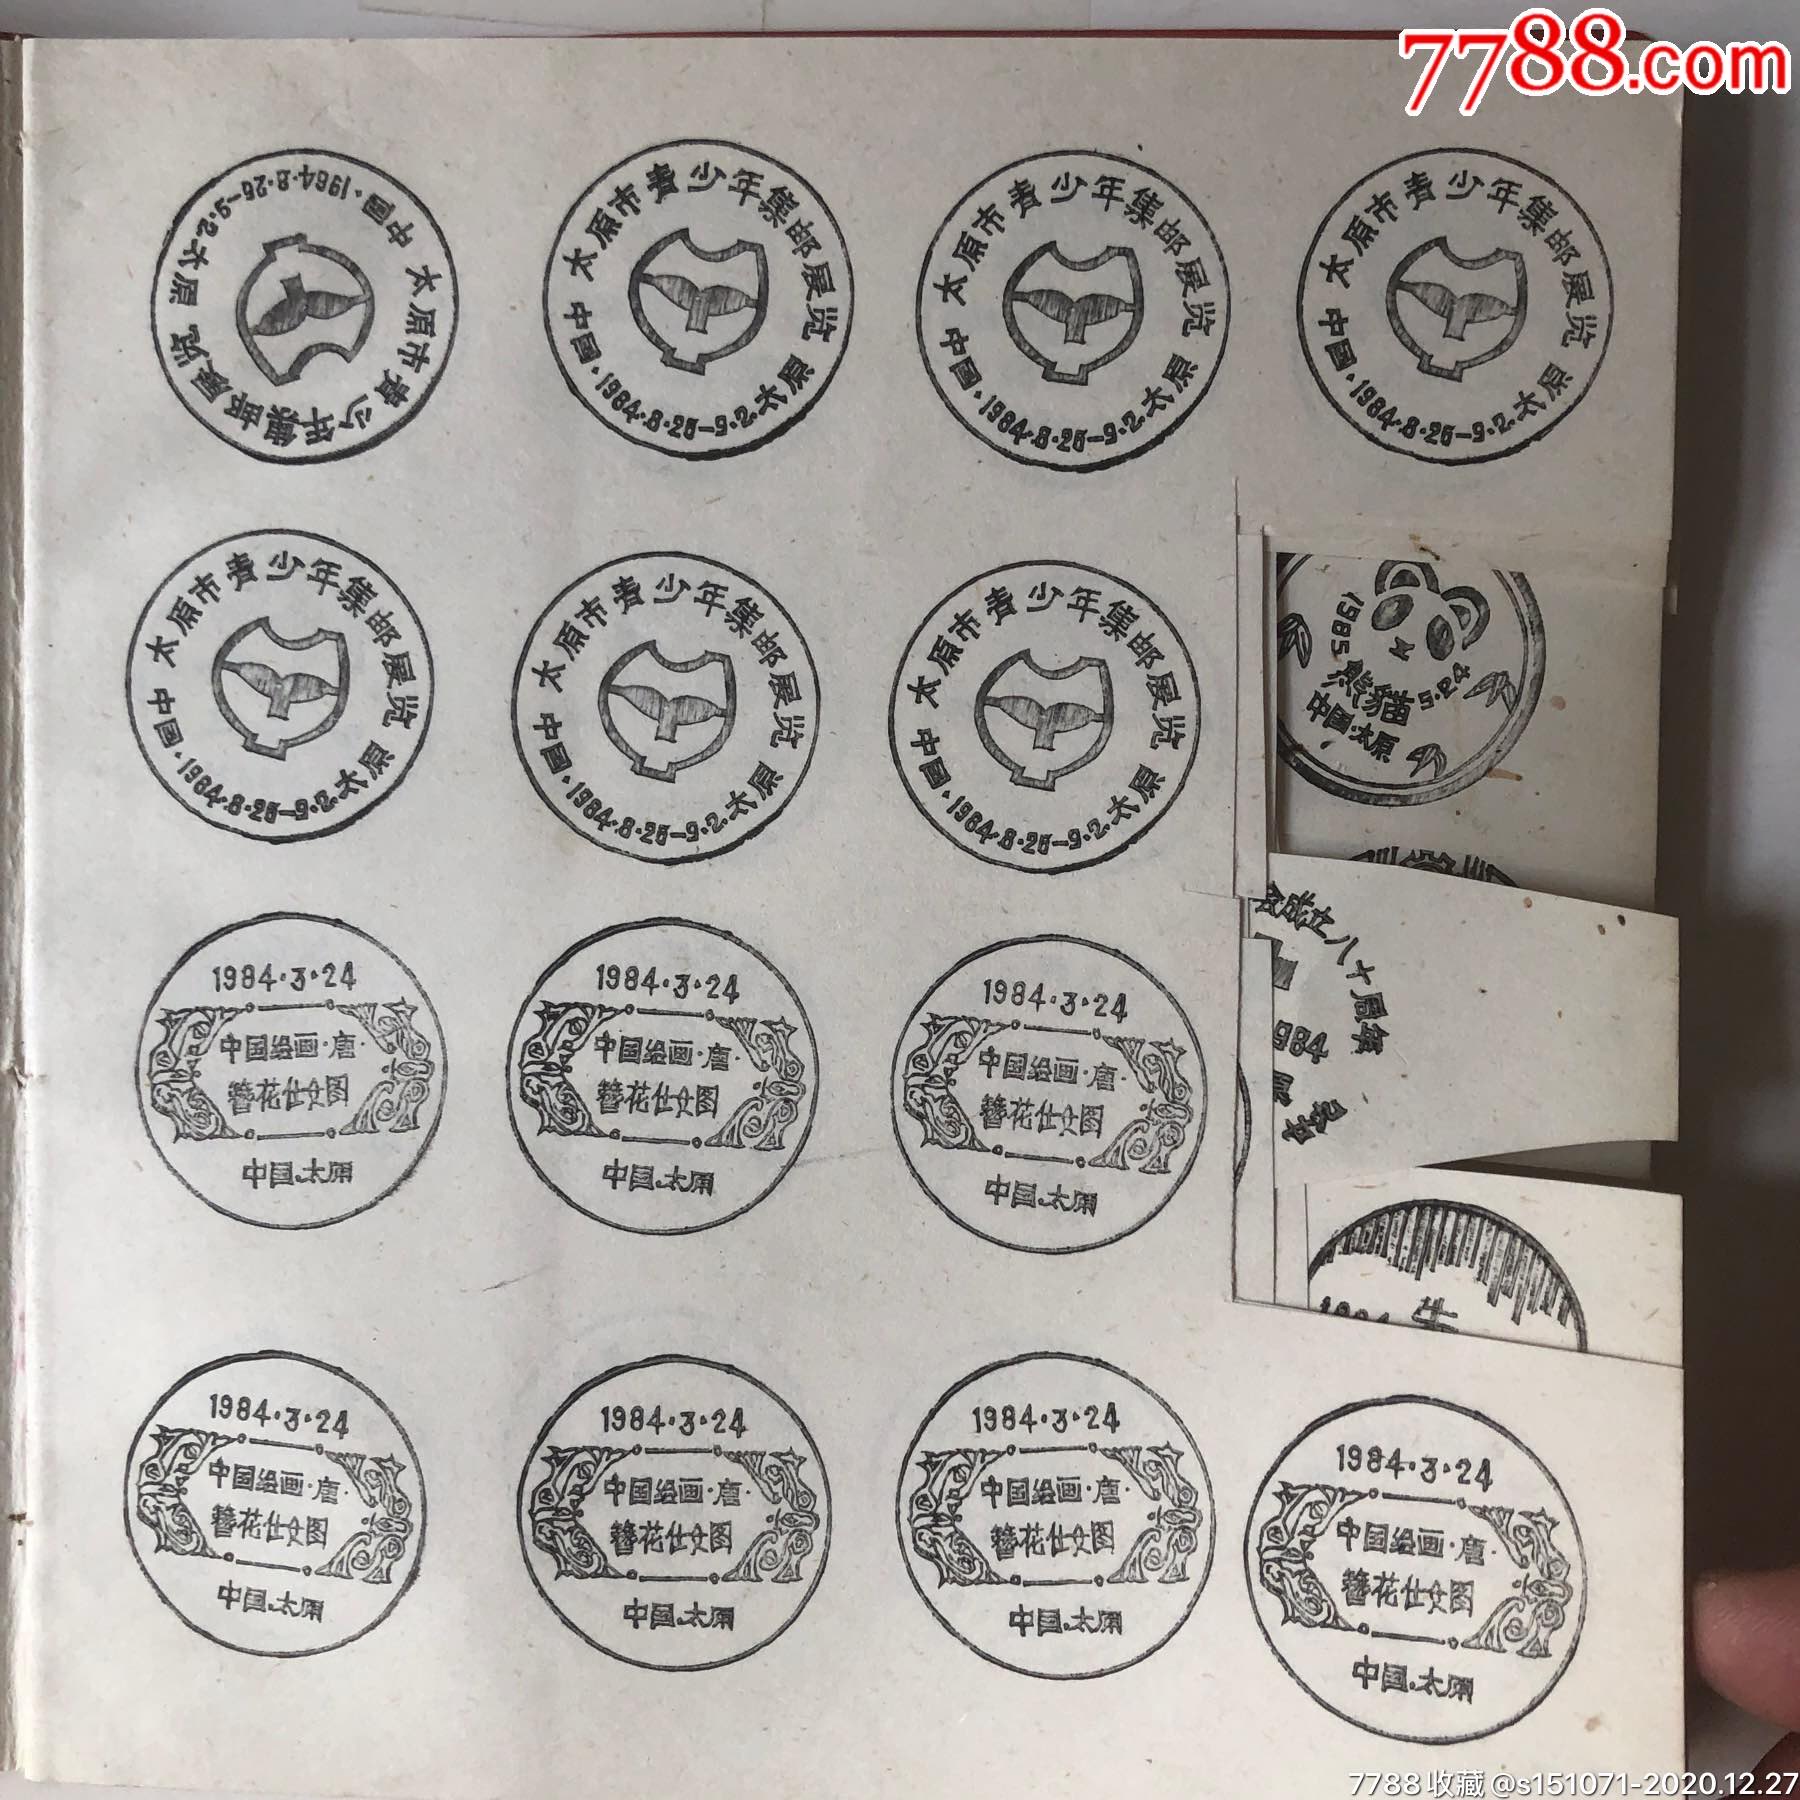 7788.com
太原市青少年集邮展览
中国·1984.8.26-9.2.太原
太原市青少年集邮展览
中国·1984.8.26-9.2.太原
太原市青少年集邮展览
中国·1984.8.26-9.2.太原
太原市青少年集邮展览
中国·1984.8.26-9.2.太原
太原市青少年集邮展览
中国·1984.8.26-9.2.太原
太原市青少年集邮展览
中国·1984.8.26-9.2.太原
太原市青少年集邮展览
中国·1984.8.26-9.2.太原
1985
5.24
熊貓
中国·太原
会成立八十周年
984
1984·3·24
中国绘画·唐·
簪花仕女图
中国·太原
1984·3·24
中国绘画·唐·
簪花仕女图
中国·太原
1984·3·24
中国绘画·唐·
簪花仕女图
中国·太原
1984·3·24
中国绘画·唐·
簪花仕女图
中国·太原
1984·3·24
中国绘画·唐·
簪花仕女图
中国·太原
1984·3·24
中国绘画·唐·
簪花仕女图
中国·太原
1984·3·24
中国绘画·唐·
簪花仕女图
中国·太原
7788收藏@s151071-2020.12.27